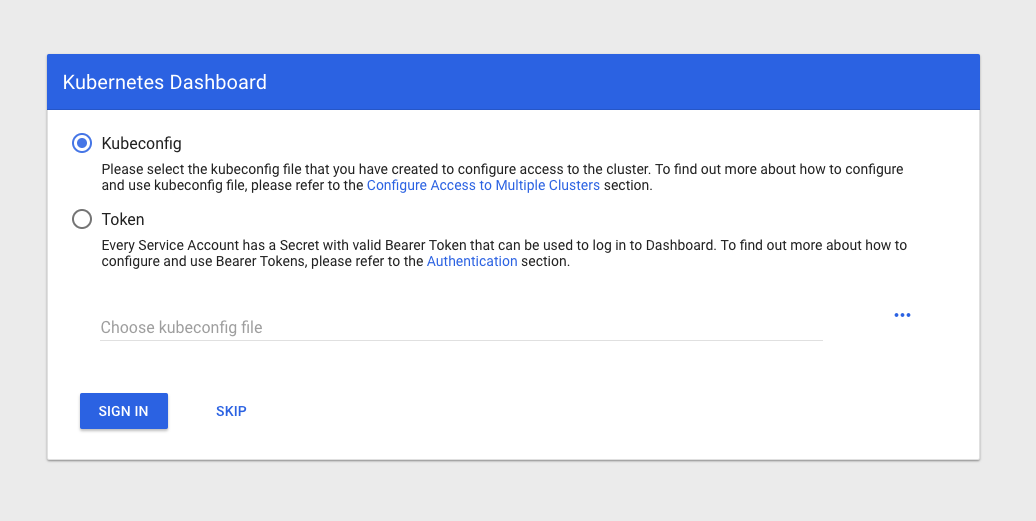 Kubernetes Dashboard
Kubeconfig
Please select the kubeconfig file that you have created to configure access to the cluster. To find out more about how to configure
and use kubeconfig file, please refer to the Configure Access to Multiple Clusters section.
Token
Every Service Account has a Secret with valid Bearer Token that can be used to log in to Dashboard. To find out more about how to
configure and use Bearer Tokens, please refer to the Authentication section.
Choose kubeconfig file
SIGN IN SKIP